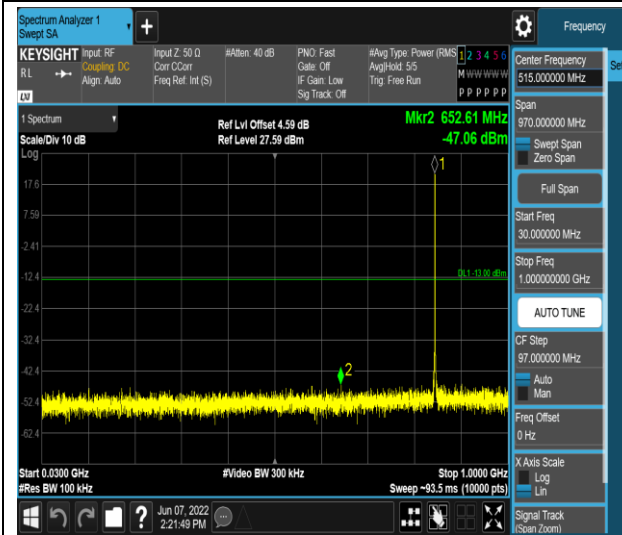 Spectrum Analyzer 1
Swept SA
+
Frequency
KEYSIGHT
RL
LXI
Input: RF
Coupling: DC
Align: Auto
Input Z: 50 Ω
Corr CCorr
Freq Ref: Int (S)
#Atten: 40 dB
PNO: Fast
Gate: Off
IF Gain: Low
Sig Track: Off
#Avg Type: Power (RMS
Avg|Hold: 5/5
Trig: Free Run
1 2 3 4 5 6
M W W W W W
P P P P P P
1 Spectrum
Scale/Div 10 dB
Ref Lvl Offset 4.59 dB
Ref Level 27.59 dBm
Mkr2 652.61 MHz
-47.06 dBm
Log
17.6
7.59
-2.41
-12.4
-22.4
-32.4
-42.4
-52.4
-62.4
1
DL1 -13.00 dBm
2
Start 0.0300 GHz
#Res BW 100 kHz
#Video BW 300 kHz
Stop 1.0000 GHz
Sweep ~93.5 ms (10000 pts)
Jun 07, 2022
2:21:49 PM
Center Frequency
515.000000 MHz
Span
970.000000 MHz
Swept Span
Zero Span
Full Span
Start Freq
30.000000 MHz
Stop Freq
1.000000000 GHz
AUTO TUNE
CF Step
97.000000 MHz
Auto
Man
Freq Offset
0 Hz
X Axis Scale
Log
Lin
Signal Track
(Span Zoom)